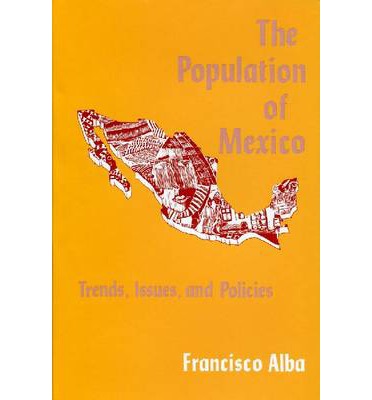 The
Population
of
Mexico
Trends, Issues, and Policies
Francisco Alba